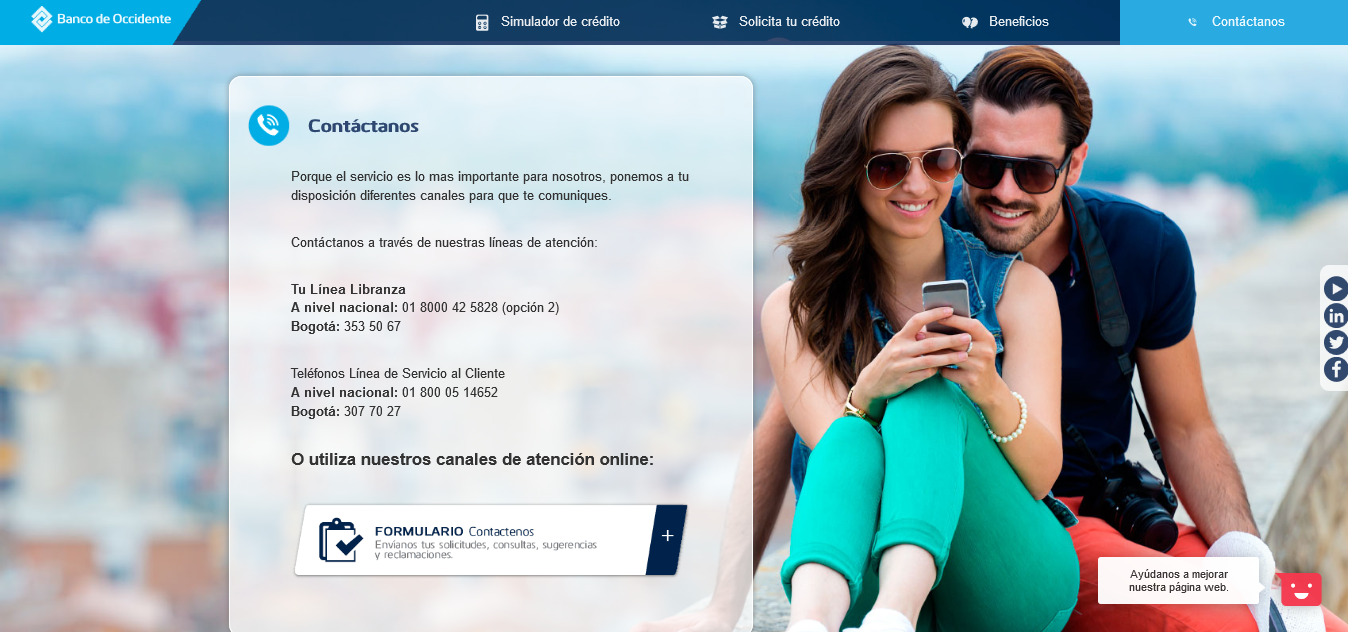 Banco de Occidente
Simulador de crédito
Solicita tu crédito
Beneficios
Contáctanos
Contáctanos
Porque el servicio es lo mas importante para nosotros, ponemos a tu
disposición diferentes canales para que te comuniques.
Contáctanos a través de nuestras líneas de atención:
Tu Línea Libranza
A nivel nacional: 01 8000 42 5828 (opción 2)
Bogotá: 353 50 67
Teléfonos Línea de Servicio al Cliente
A nivel nacional: 01 800 05 14652
Bogotá: 307 70 27
O utiliza nuestros canales de atención online:
FORMULARIO Contactenos
Envíanos tus solicitudes, consultas, sugerencias
y reclamaciones.
Ayúdanos a mejorar
nuestra página web.